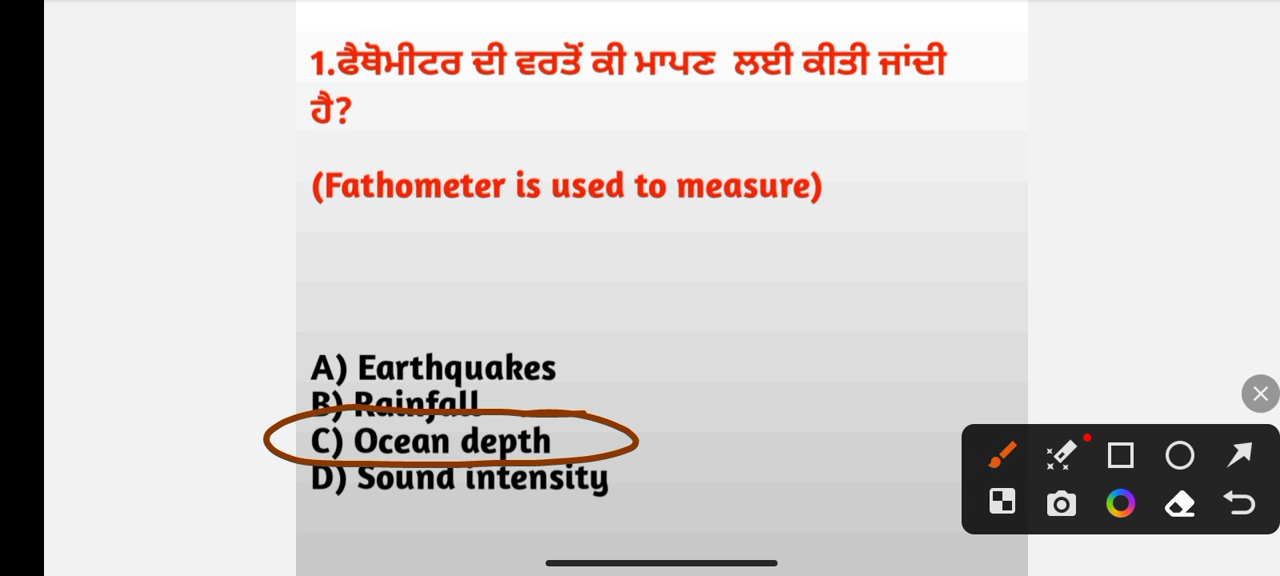 1.ਫੈਥੋਮੀਟਰ ਦੀ ਵਰਤੋਂ ਕੀ ਮਾਪਣ ਲਈ ਕੀਤੀ ਜਾਂਦੀ
ਹੈ?
(Fathometer is used to measure)
A) Earthquakes
B) Rainfall
C) Ocean depth
D) Sound intensity